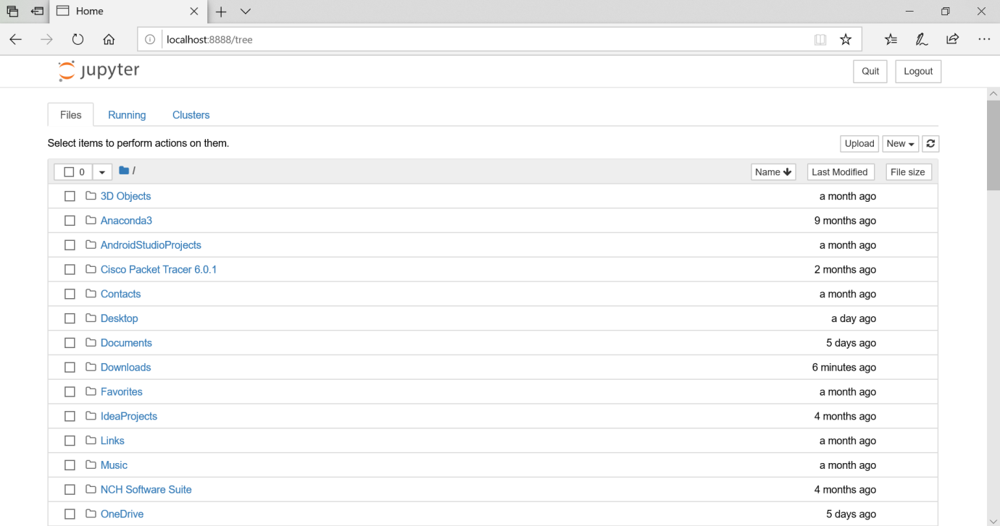 Home
localhost:8888/tree
jupyter
Quit Logout
Files Running Clusters
Select items to perform actions on them.
Upload New
0 / Name Last Modified File size
3D Objects a month ago
Anaconda3 9 months ago
AndroidStudioProjects a month ago
Cisco Packet Tracer 6.0.1 2 months ago
Contacts a month ago
Desktop a day ago
Documents 5 days ago
Downloads 6 minutes ago
Favorites a month ago
IdeaProjects 4 months ago
Links a month ago
Music a month ago
NCH Software Suite 4 months ago
OneDrive 5 days ago